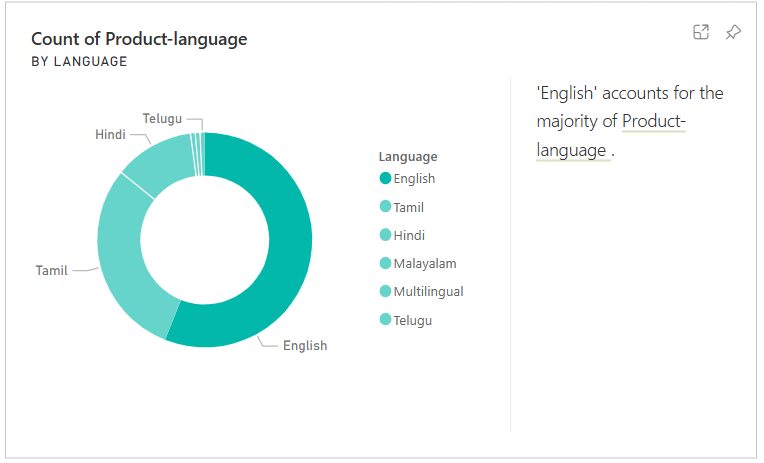 Count of Product-language
BY LANGUAGE
Telugu
Hindi
Tamil
English
Language
English
Tamil
Hindi
Malayalam
Multilingual
Telugu
'English' accounts for the
majority of Product-
language .